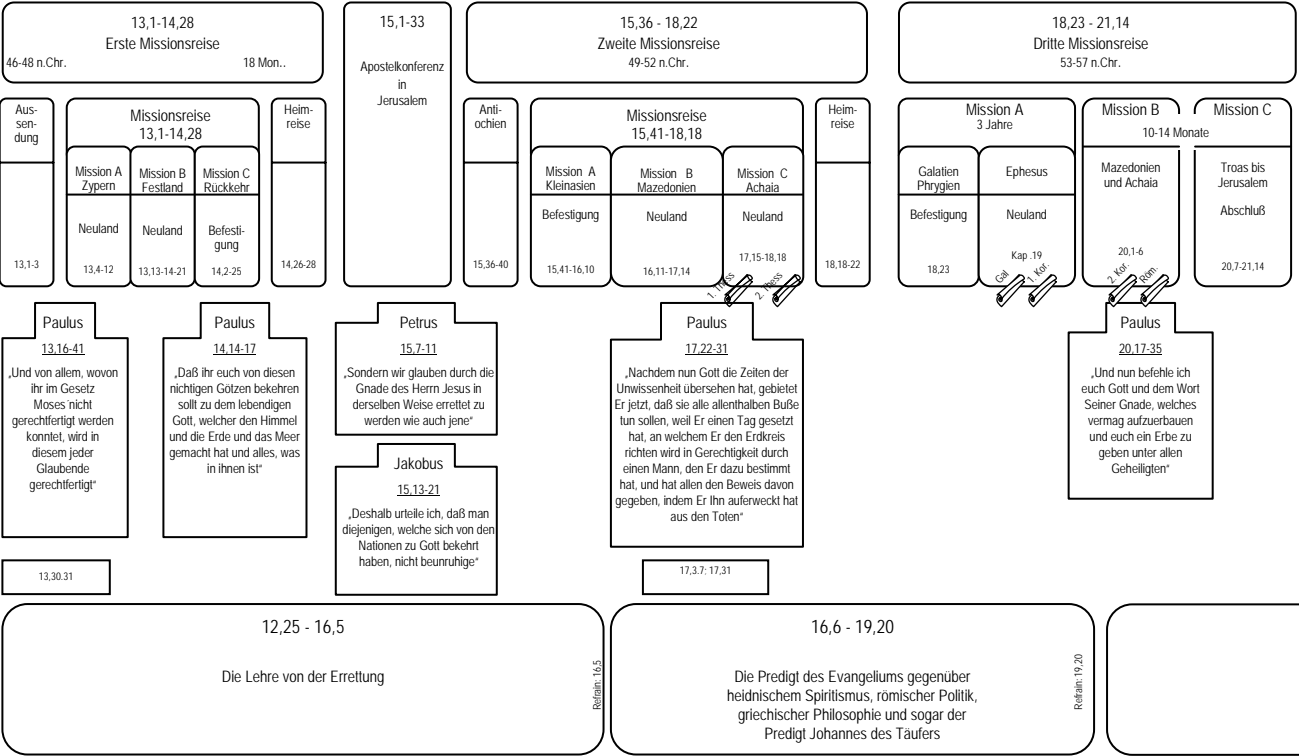 13,1-14,28
Erste Missionsreise
46-48 n.Chr.
18 Mon..
15,1-33
Apostelkonferenz
in
Jerusalem
15,36 - 18,22
Zweite Missionsreise
49-52 n.Chr.
18,23 - 21,14
Dritte Missionsreise
53-57 n.Chr.
Aus-
sen-
dung
13,1-3
Missionsreise
13,1-14,28
Mission A
Zypern
Neuland
13,4-12
Mission B
Festland
Neuland
13,13-14-21
Mission C
Rückkehr
Befesti-
gung
14,2-25
Heim-
reise
14,26-28
Anti-
ochien
15,36-40
Missionsreise
15,41-18,18
Mission A
Kleinasien
Befestigung
15,41-16,10
Mission B
Mazedonien
Neuland
16,11-17,14
Mission C
Achaia
Neuland
17,15-18,18
1. Thess
2. Thess
Heim-
reise
18,18-22
Mission A
3 Jahre
Galatien
Phrygien
Befestigung
18,23
Ephesus
Neuland
Kap .19
Gal
1. Kor.
Mission B
Mission C
10-14 Monate
Mazedonien
und Achaia
20,1-6
2. Kor.
Röm.
Troas bis
Jerusalem
Abschluß
20,7-21,14
Paulus
13,16-41
„Und von allem, wovon
ihr im Gesetz
Moses´nicht
gerechtfertigt werden
konntet, wird in
diesem jeder
Glaubende
gerechtfertigt“
Paulus
14,14-17
„Daß ihr euch von diesen
nichtigen Götzen bekehren
sollt zu dem lebendigen
Gott, welcher den Himmel
und die Erde und das Meer
gemacht hat und alles, was
in ihnen ist“
Petrus
15,7-11
„Sondern wir glauben durch die
Gnade des Herrn Jesus in
derselben Weise errettet zu
werden wie auch jene“
Jakobus
15,13-21
„Deshalb urteile ich, daß man
diejenigen, welche sich von den
Nationen zu Gott bekehrt
haben, nicht beunruhige“
Paulus
17,22-31
„Nachdem nun Gott die Zeiten der
Unwissenheit übersehen hat, gebietet
Er jetzt, daß sie alle allenthalben Buße
tun sollen, weil Er einen Tag gesetzt
hat, an welchem Er den Erdkreis
richten wird in Gerechtigkeit durch
einen Mann, den Er dazu bestimmt
hat, und hat allen den Beweis davon
gegeben, indem Er Ihn auferweckt hat
aus den Toten“
Paulus
20,17-35
„Und nun befehle ich
euch Gott und dem Wort
Seiner Gnade, welches
vermag aufzuerbauen
und euch ein Erbe zu
geben unter allen
Geheiligten“
13,30.31
17,3.7; 17,31
12,25 - 16,5
Die Lehre von der Errettung
Refrain: 16,5
16,6 - 19,20
Die Predigt des Evangeliums gegenüber
heidnischem Spiritismus, römischer Politik,
griechischer Philosophie und sogar der
Predigt Johannes des Täufers
Refrain: 19,20